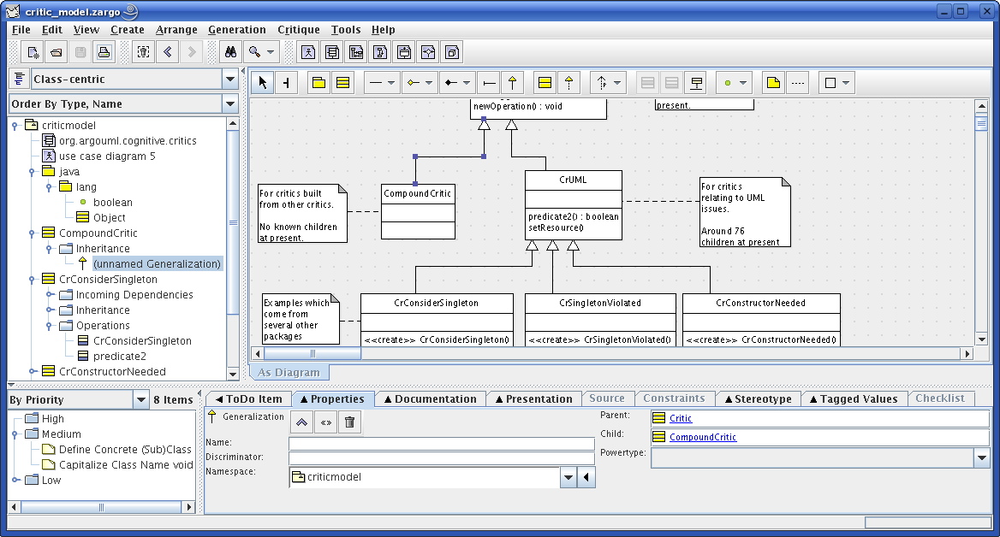 critic_model.zargo
File Edit View Create Arrange Generation Critique Tools Help
Class-centric
Order By Type, Name
criticmodel
org.argouml.cognitive.critics
use case diagram 5
java
lang
boolean
Object
CompoundCritic
Inheritance
(unnamed Generalization)
CrConsiderSingleton
Incoming Dependencies
Inheritance
Operations
CrConsiderSingleton
predicate2
CrConstructorNeeded
newOperation() : void
present.
For critics built
from other critics.
No known children
at present.
CompoundCritic
CrUML
predicate2() : boolean
setResource()
For critics
relating to UML
issues.
Around 76
children at present
Examples which
come from
several other
packages
CrConsiderSingleton
<<create>> CrConsiderSingleton()
CrSingletonViolated
<<create>> CrSingletonViolated()
CrConstructorNeeded
<<create>> CrConstructorNeeded()
As Diagram
By Priority 8 Items
High
Medium
Define Concrete (Sub)Class
Capitalize Class Name void
Low
ToDo Item Properties Documentation Presentation Source Constraints Stereotype Tagged Values Checklist
Generalization
Name:
Discriminator:
Namespace: criticmodel
Parent: Critic
Child: CompoundCritic
Powertype: